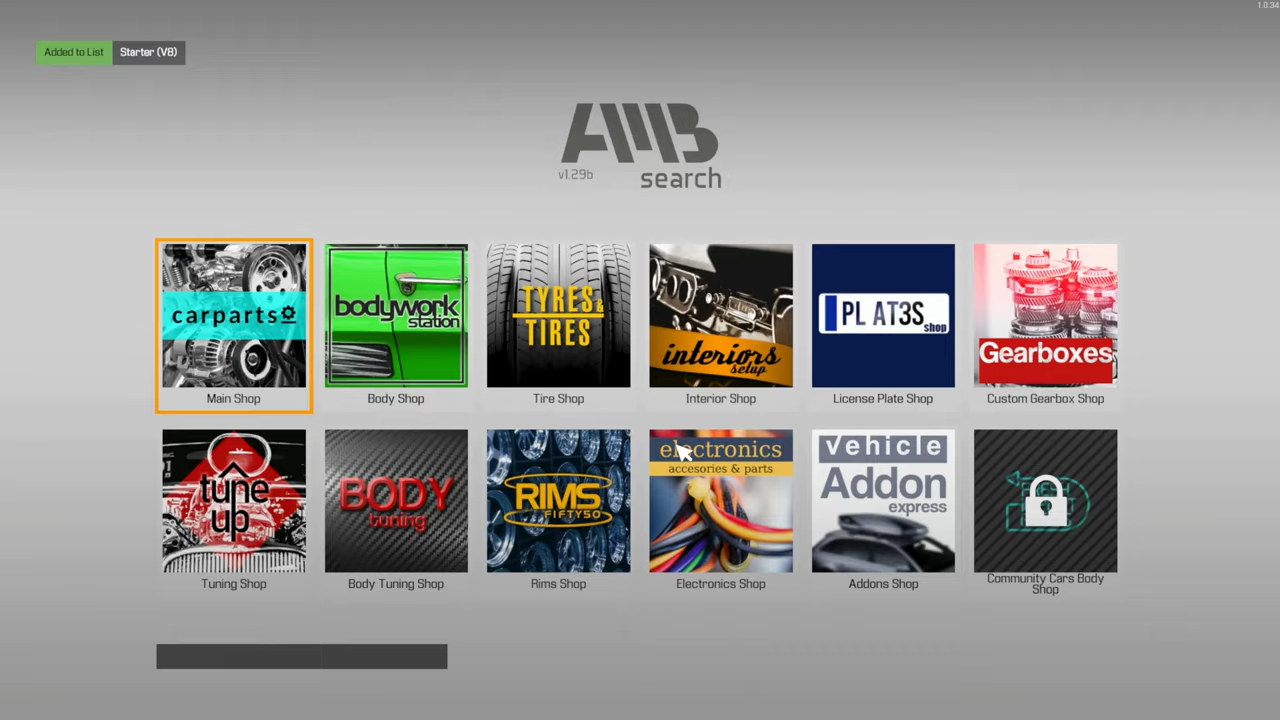 1.0.34
Added to List Starter (V8)
AMB
v1.29b search
carparts
bodywork
station
TYRES &
TIRES
interiors
setup
PL AT3S
shop
Gearboxes
Main Shop
Body Shop
Tire Shop
Interior Shop
License Plate Shop
Custom Gearbox Shop
tune
up
BODY
tuning
RIMS
FIFTY50
electronics
accesories & parts
vehicle
Addon
express
Tuning Shop
Body Tuning Shop
Rims Shop
Electronics Shop
Addons Shop
Community Cars Body
Shop